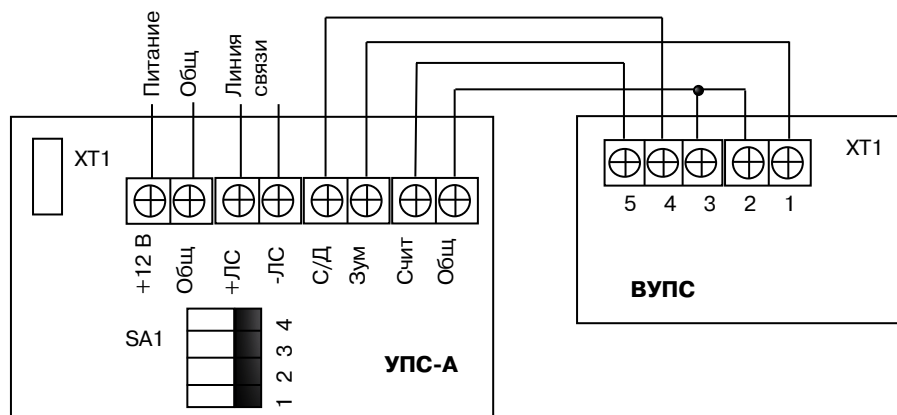 Питание
Общ
Линия
связи
XT1
XT1
+12 В
Общ
+ЛС
-ЛС
С/Д
Зум
Счит
Общ
5 4 3 2 1
ВУПС
SA1
1 2 3 4
УПС-А